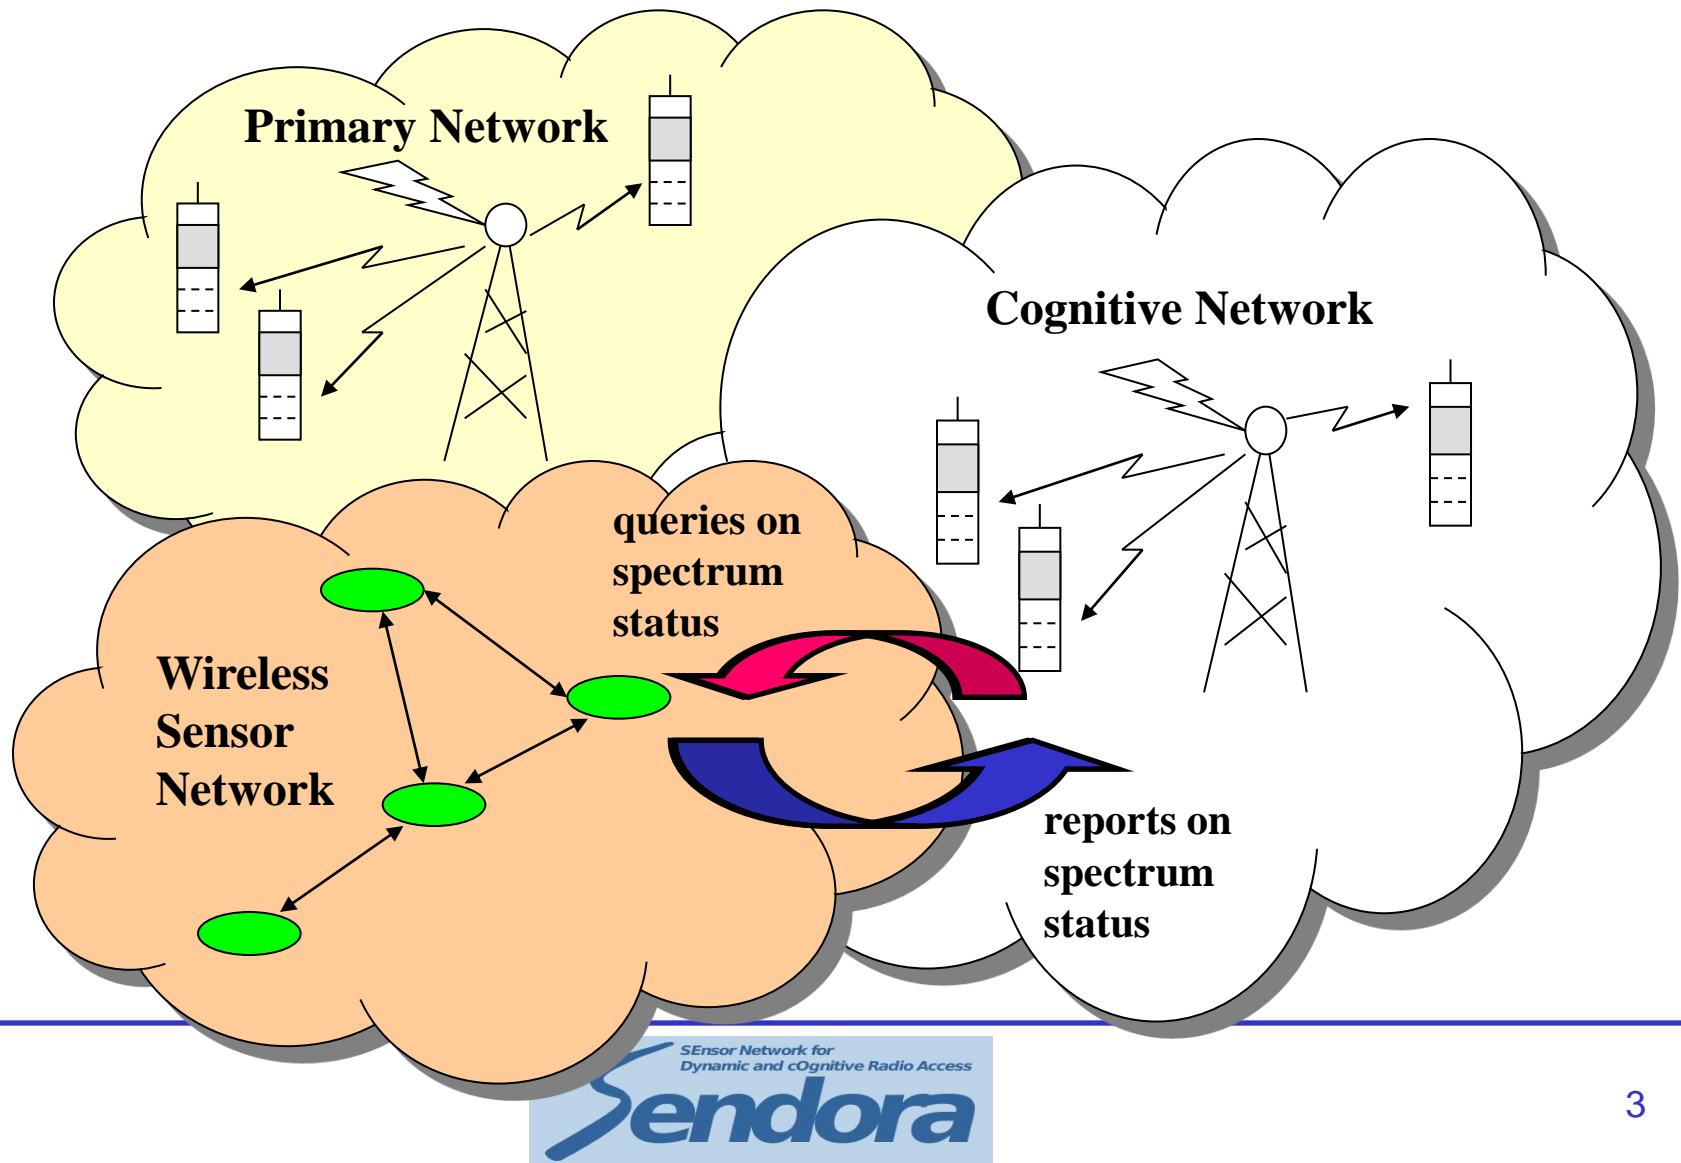 Primary Network
Cognitive Network
queries on
spectrum
status
Wireless
Sensor
Network
reports on
spectrum
status
SEnsor Network for
Dynamic and cOgnitive Radio Access
Sendora
3